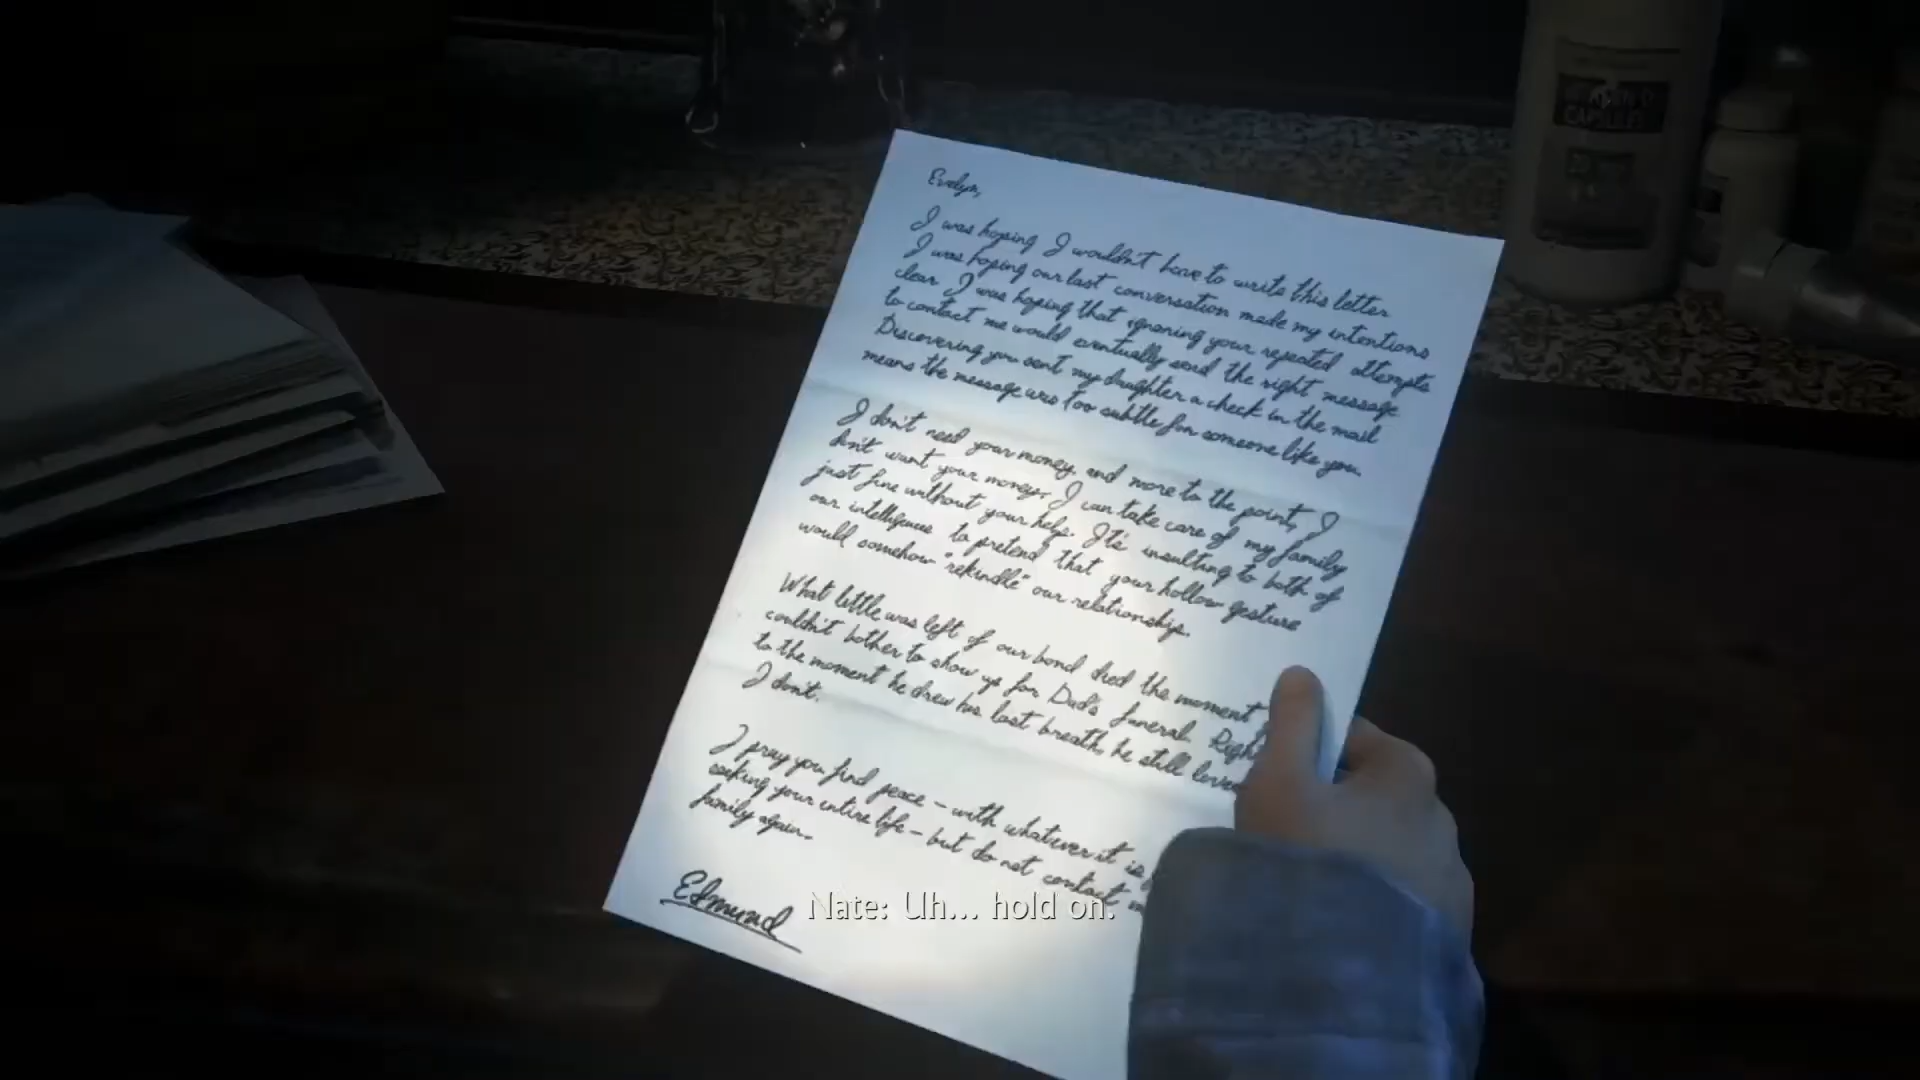 Evelyn,
I was hoping I wouldn't have to write this letter
I was hoping our last conversation made my intentions
clear. I was hoping that ignoring your repeated attempts
to contact me would eventually send the right message
Discovering you sent my daughter a check in the mail
means the message was too subtle for someone like you.
I don't need your money, and more to the point, I
don't want your money. I can take care of my family
just fine without your help. It's insulting to both of
our intelligences to pretend that your hollow gesture
would somehow "rekindle" our relationship.
What little was left of our bond died the moment
couldn't bother to show up for Dad's funeral. Righ
to the moment he drew his last breath, he still love
I don't.
I pray you find peace - with whatever it is
seeking your entire life - but do not contact m
family again.
Edmund
Nate: Uh... hold on.
CAPSULES